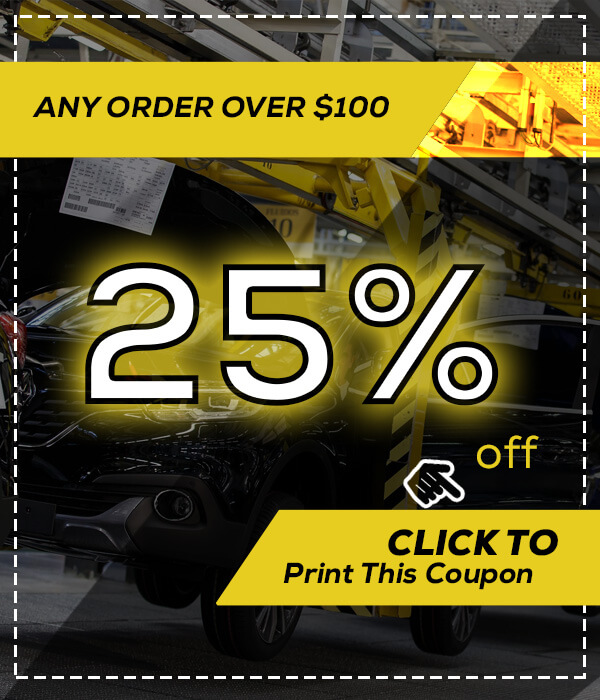 ANY ORDER OVER $100
25%
off
CLICK TO
Print This Coupon